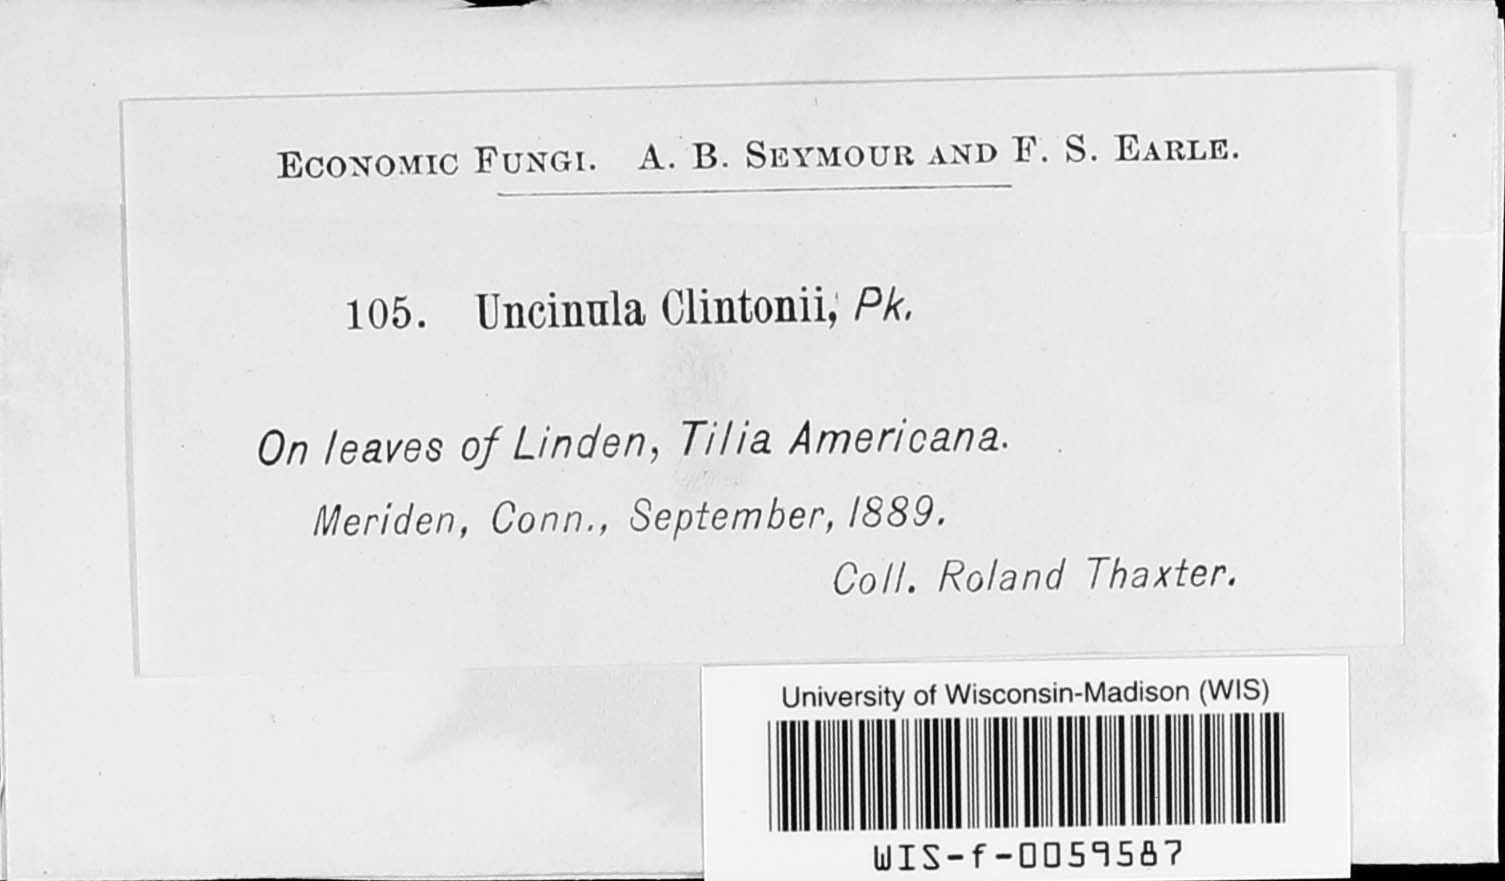 ECONOMIC FUNGI. A. B. SEYMOUR AND F. S. EARLE.
105. Uncinula Clintonii, Pk.
On leaves of Linden, Tilia Americana.
Meriden, Conn., September, 1889.
Coll. Roland Thaxter.
University of Wisconsin-Madison (WIS)
WIS-f-0059587